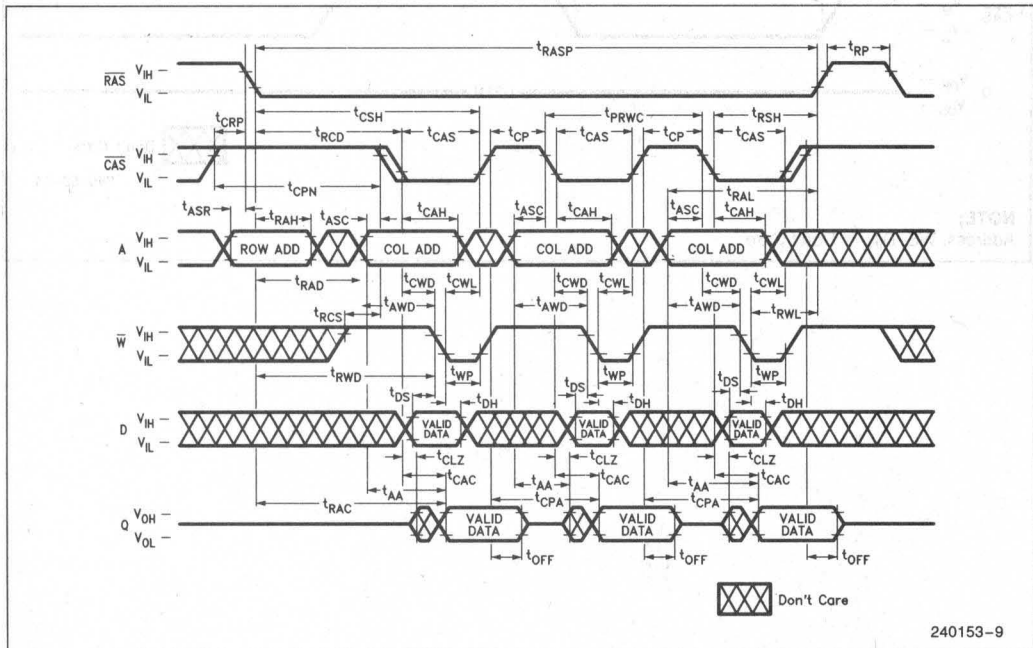 tRASP tRP
RAS VIH
VIL
tCSH tPRWC tRSH
tCRP tRCD tCAS tCP tCAS tCP tCAS
CAS VIH
VIL
tCPN tRAL
tASR tRAH tASC tCAH tASC tCAH tASC tCAH
A VIH
VIL
ROW ADD COL ADD COL ADD COL ADD
tRAD tCWD tCWL tCWD tCWL tCWD tCWL
tRCS tAWD tAWD tAWD tRWL
W VIH
VIL
tRWD tWP tWP tWP
tDS tDH tDS tDH tDS tDH
D VIH
VIL
VALID DATA VALID DATA VALID DATA
tCLZ tCLZ tCLZ
tAA tCAC tAA tCAC tAA tCAC
tRAC tCPA tCPA
Q VOH
VOL
VALID DATA VALID DATA VALID DATA
tOFF tOFF tOFF
Don't Care
240153-9